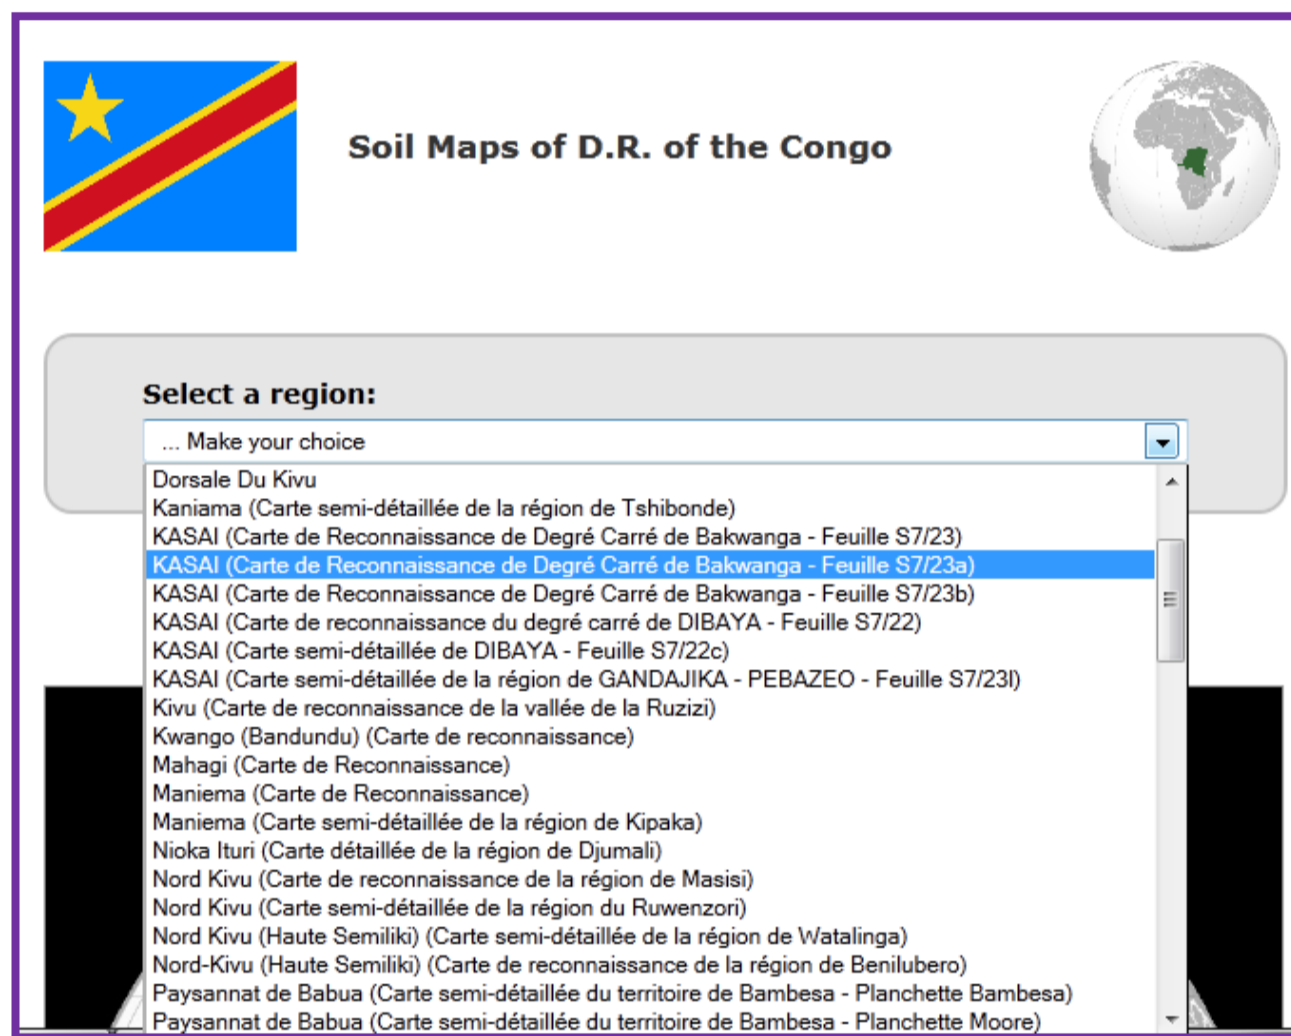 Soil Maps of D.R. of the Congo
Select a region:
... Make your choice
Dorsale Du Kivu
Kaniama (Carte semi-détaillée de la région de Tshibonde)
KASAI (Carte de Reconnaissance de Degré Carré de Bakwanga - Feuille S7/23)
KASAI (Carte de Reconnaissance de Degré Carré de Bakwanga - Feuille S7/23a)
KASAI (Carte de Reconnaissance de Degré Carré de Bakwanga - Feuille S7/23b)
KASAI (Carte de reconnaissance du degré carré de DIBAYA - Feuille S7/22)
KASAI (Carte semi-détaillée de DIBAYA - Feuille S7/22c)
KASAI (Carte semi-détaillée de la région de GANDAJIKA - PEBAZEO - Feuille S7/23l)
Kivu (Carte de reconnaissance de la vallée de la Ruzizi)
Kwango (Bandundu) (Carte de reconnaissance)
Mahagi (Carte de Reconnaissance)
Maniema (Carte de Reconnaissance)
Maniema (Carte semi-détaillée de la région de Kipaka)
Nioka Ituri (Carte détaillée de la région de Djumali)
Nord Kivu (Carte de reconnaissance de la région de Masisi)
Nord Kivu (Carte semi-détaillée de la région du Ruwenzori)
Nord Kivu (Haute Semiliki) (Carte semi-détaillée de la région de Watalinga)
Nord-Kivu (Haute Semiliki) (Carte de reconnaissance de la région de Benilubero)
Paysannat de Babua (Carte semi-détaillée du territoire de Bambesa - Planchette Bambesa)
Paysannat de Babua (Carte semi-détaillée du territoire de Bambesa - Planchette Moore)